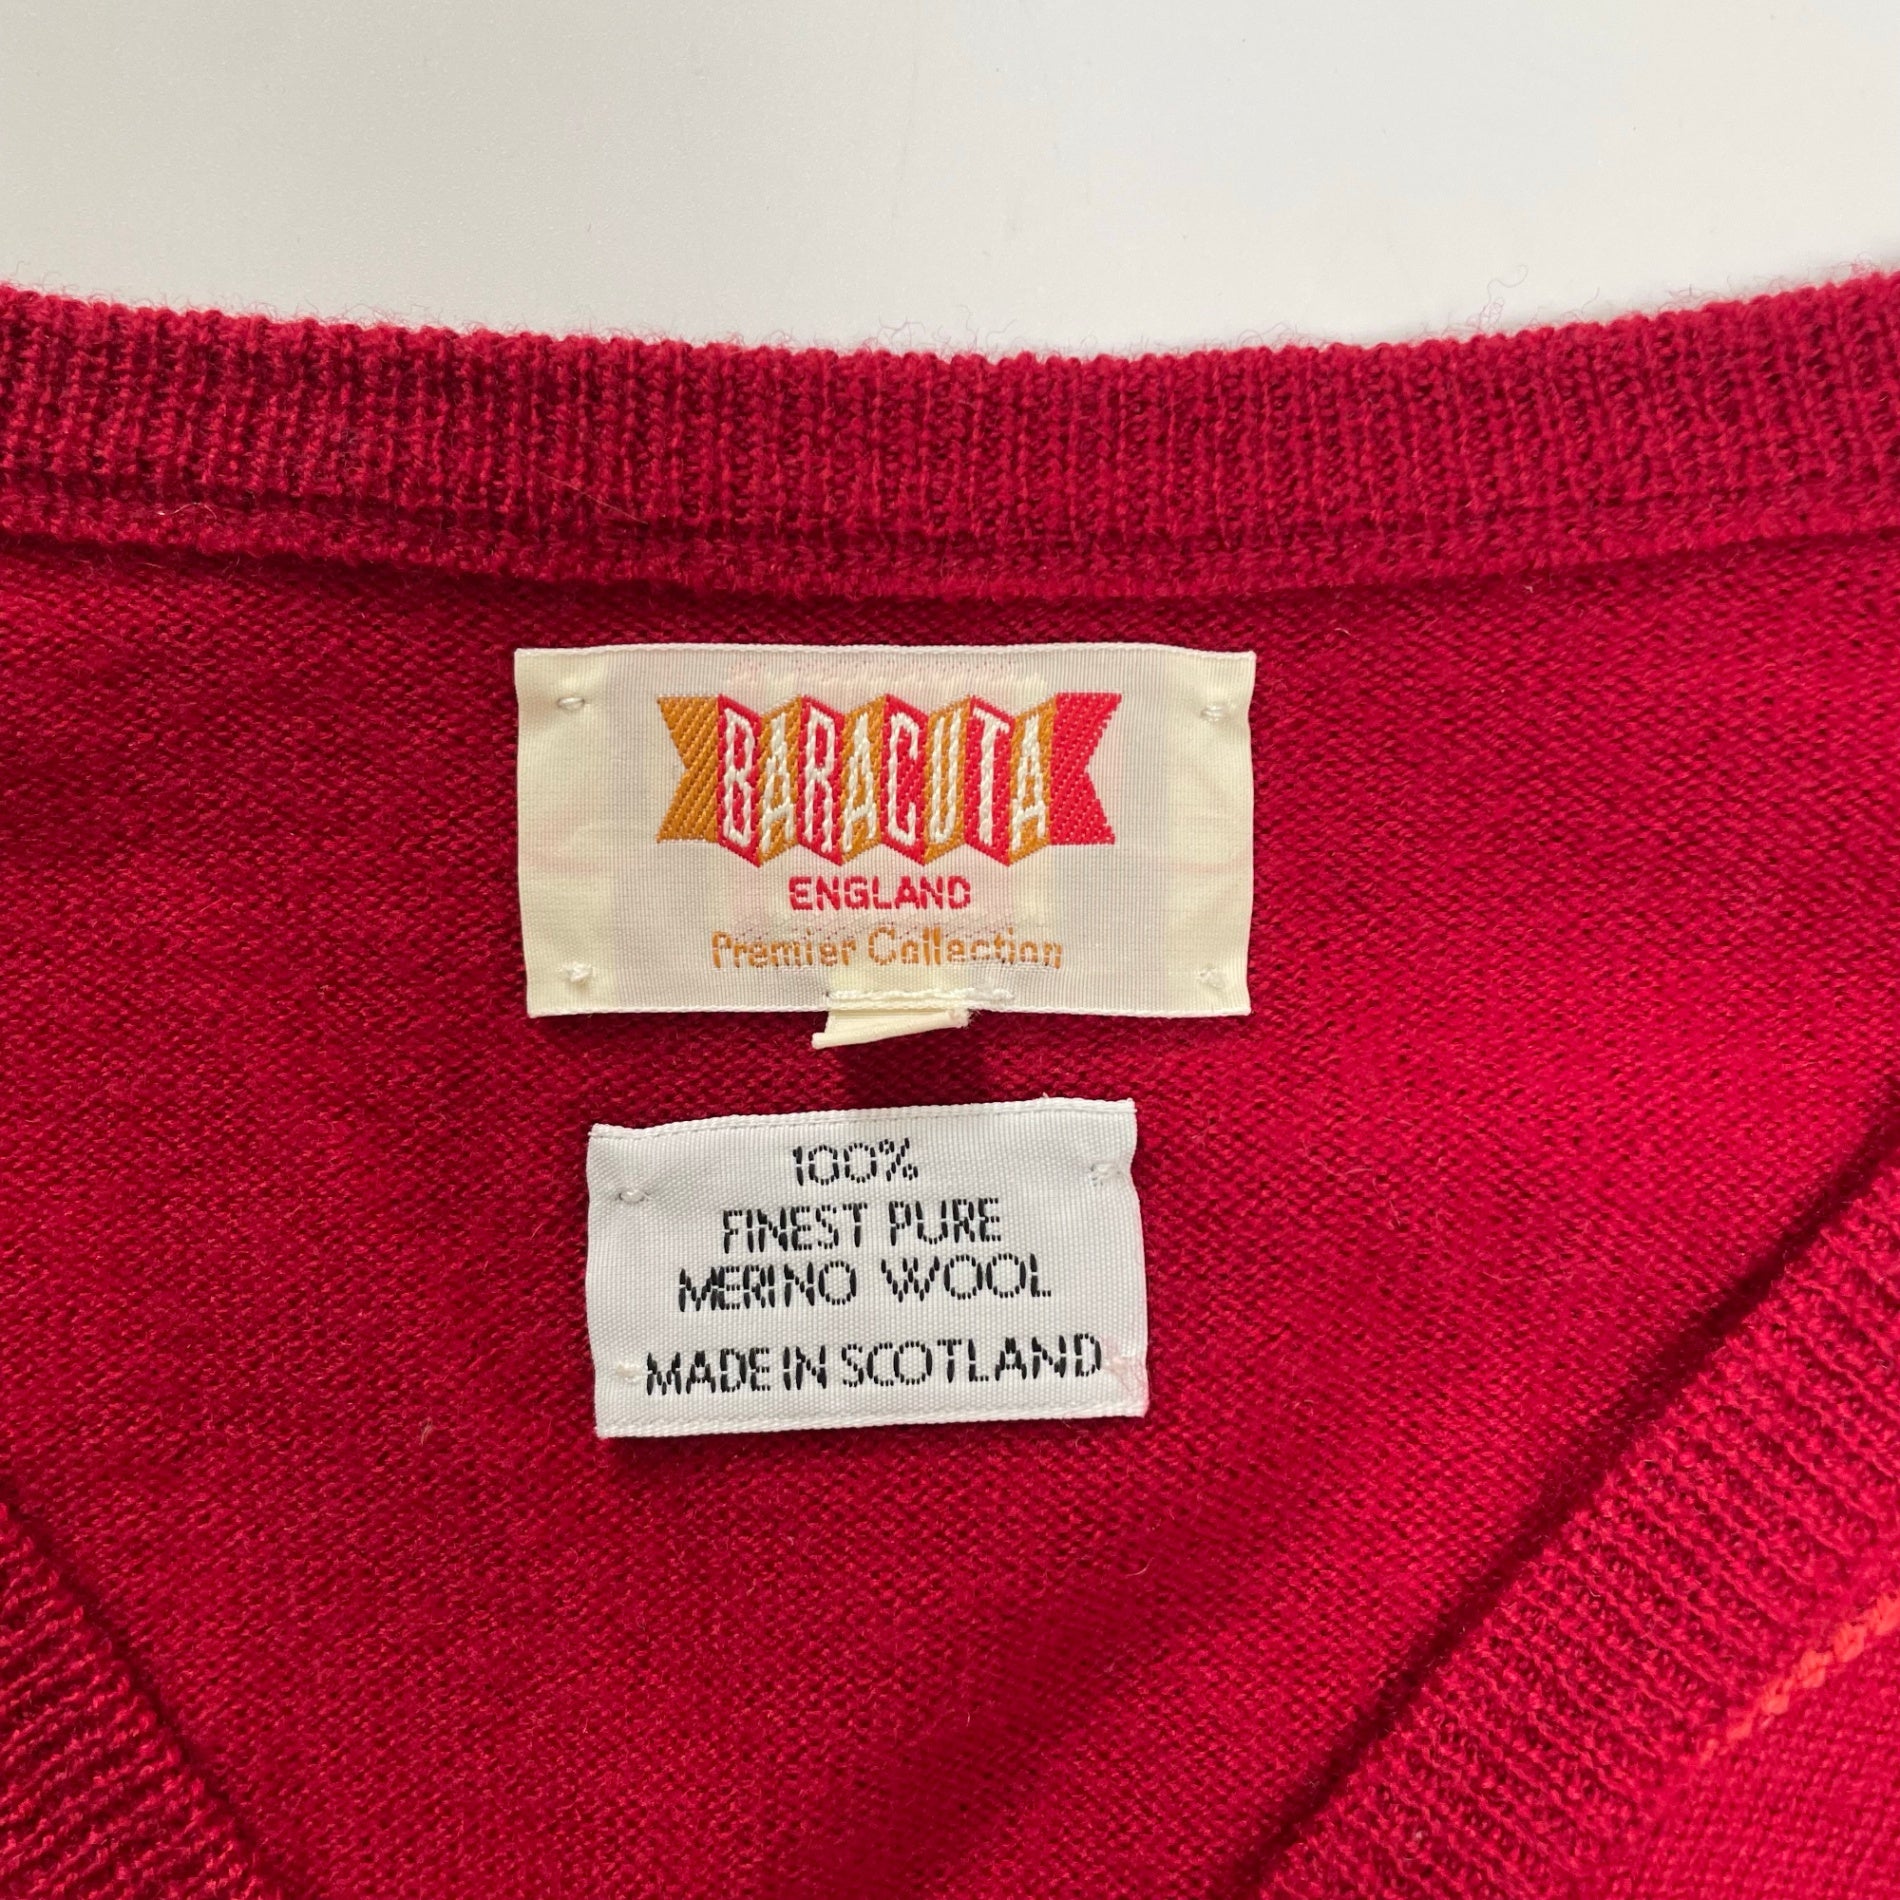 BARACUTA
ENGLAND
Premier Collection
100%
FINEST PURE
MERINO WOOL
MADE IN SCOTLAND